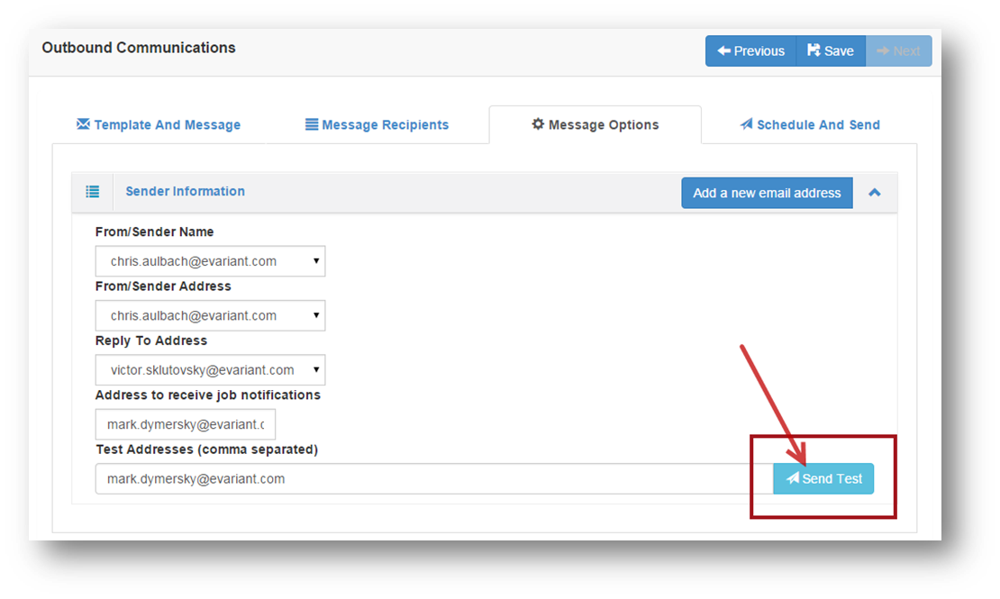 Outbound Communications
Previous Save Next
Template And Message Message Recipients Message Options Schedule And Send
Sender Information Add a new email address
From/Sender Name
chris.aulbach@evariant.com
From/Sender Address
chris.aulbach@evariant.com
Reply To Address
victor.sklutovsky@evariant.com
Address to receive job notifications
mark.dymersky@evariant.c
Test Addresses (comma separated)
mark.dymersky@evariant.com Send Test